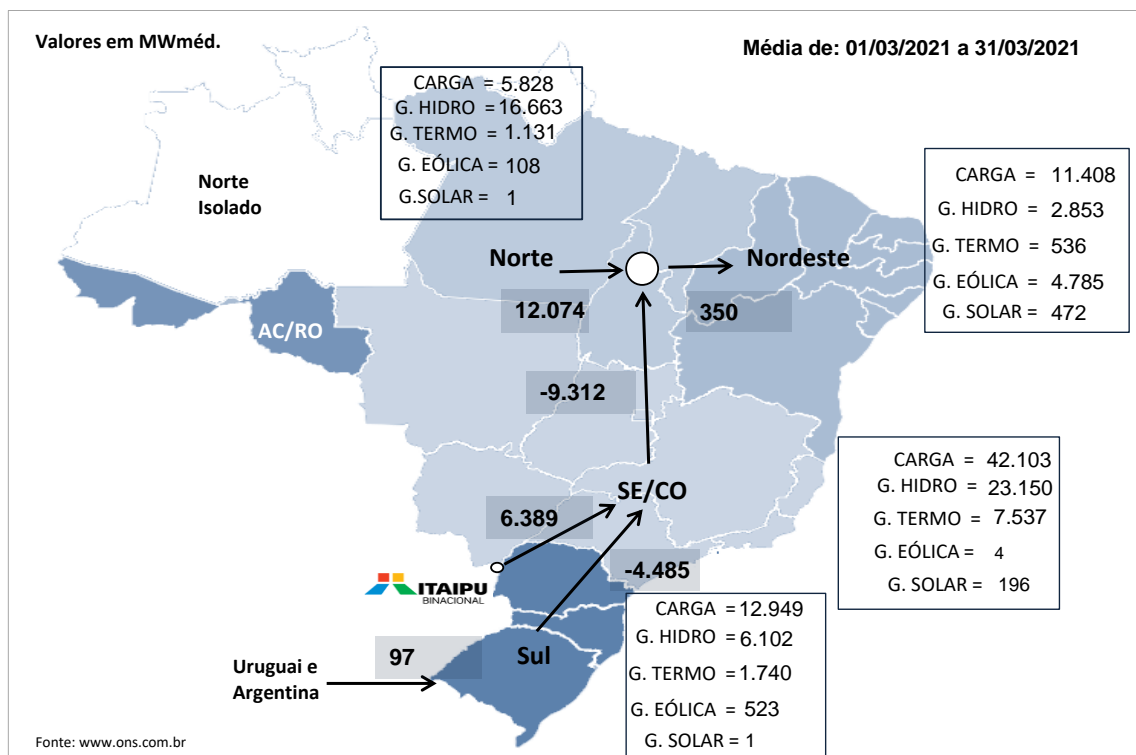 Valores em MWméd.
Média de: 01/03/2021 a 31/03/2021
CARGA = 5.828
G. HIDRO = 16.663
G. TERMO = 1.131
G. EÓLICA = 108
G.SOLAR = 1
Norte
Isolado
CARGA = 11.408
G. HIDRO = 2.853
G. TERMO = 536
G. EÓLICA = 4.785
G. SOLAR = 472
Norte
Nordeste
12.074
350
AC/RO
-9.312
CARGA = 42.103
G. HIDRO = 23.150
G. TERMO = 7.537
G. EÓLICA = 4
G. SOLAR = 196
SE/CO
6.389
-4.485
ITAIPU
BINACIONAL
CARGA = 12.949
G. HIDRO = 6.102
G. TERMO = 1.740
G. EÓLICA = 523
G. SOLAR = 1
97
Sul
Uruguai e
Argentina
Fonte: www.ons.com.br